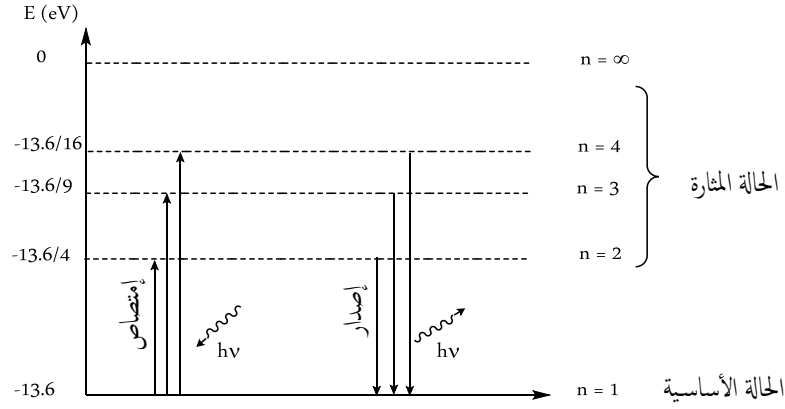 E (eV)
0
n = ∞
-13.6/16
n = 4
-13.6/9
n = 3
الحالة المثارة
-13.6/4
n = 2
إمتصاص
hν
إصدار
hν
-13.6
n = 1
الحالة الأساسية